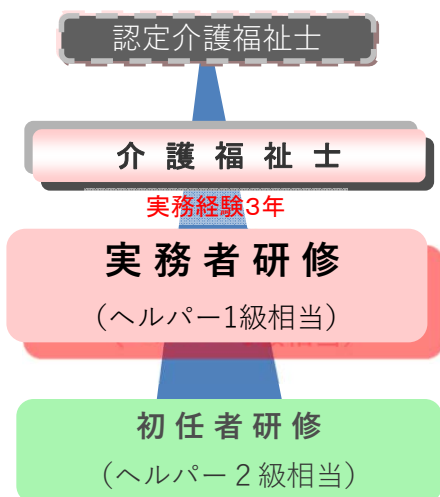 認定介護福祉士
介護福祉士
実務経験3年
実務者研修
（ヘルパー1級相当）
初任者研修
（ヘルパー２級相当）